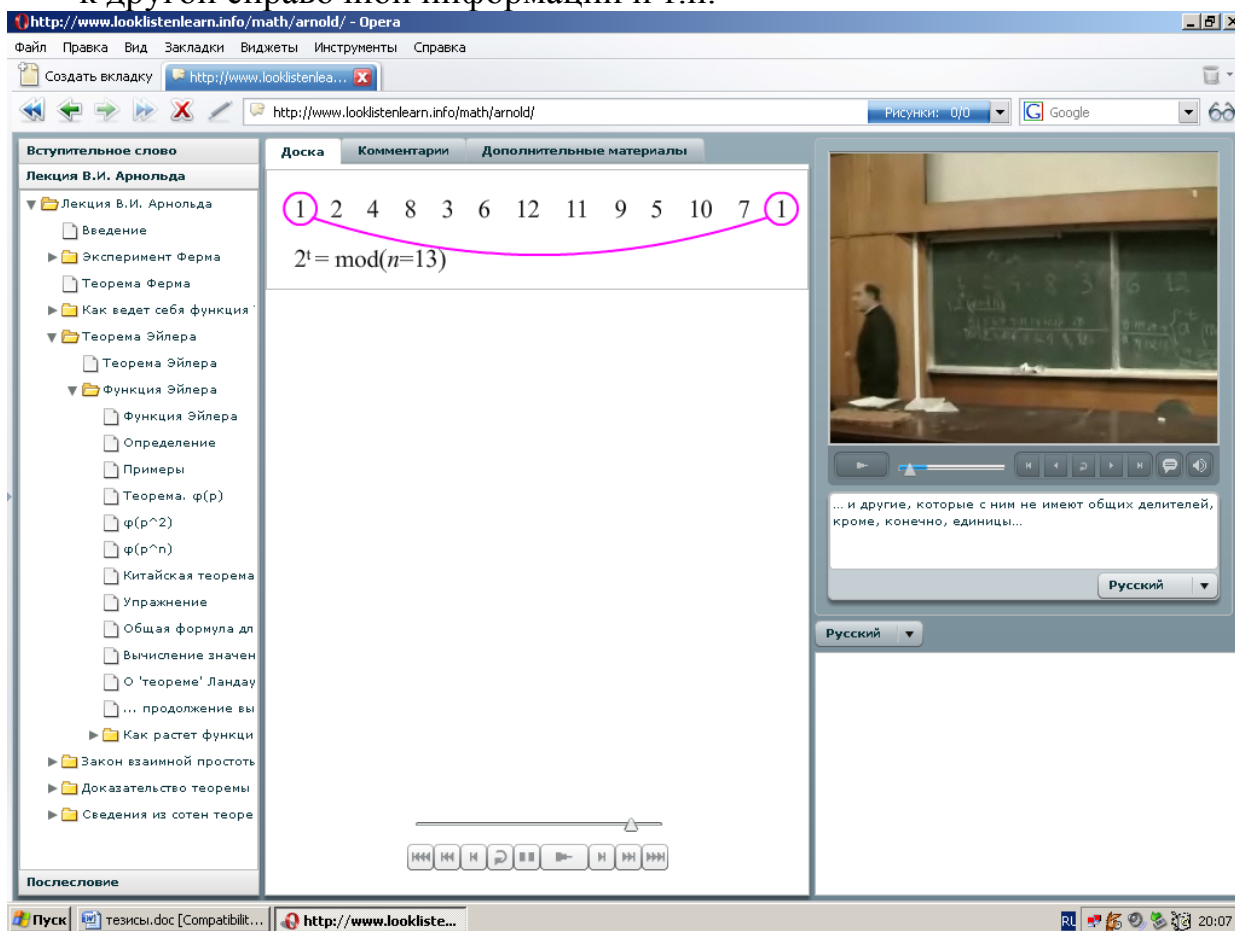 к другой справочной информации и т.п.
http://www.looklistenlearn.info/math/arnold/ - Opera
Файл Правка Вид Закладки Виджеты Инструменты Справка
Создать вкладку http://www.looklistenlea...
http://www.looklistenlearn.info/math/arnold/ Рисунки: 0/0 Google
Вступительное слово
Лекция В.И. Арнольда
Лекция В.И. Арнольда
Введение
Эксперимент Ферма
Теорема Ферма
Как ведет себя функция
Теорема Эйлера
Теорема Эйлера
Функция Эйлера
Функция Эйлера
Определение
Примеры
Теорема. φ(p)
φ(p^2)
φ(p^n)
Китайская теорема
Упражнение
Общая формула дл
Вычисление значен
О 'теореме' Ландау
... продолжение вы
Как растет функци
Закон взаимной простоть
Доказательство теоремы
Сведения из сотен теоре
Послесловие
Доска Комментарии Дополнительные материалы
1 2 4 8 3 6 12 11 9 5 10 7 1
2ᵗ = mod(n=13)
... и другие, которые с ним не имеют общих делителей,
кроме, конечно, единицы...
Русский
Русский
Пуск тезисы.doc [Compatibilit... http://www.lookliste... RU 20:07